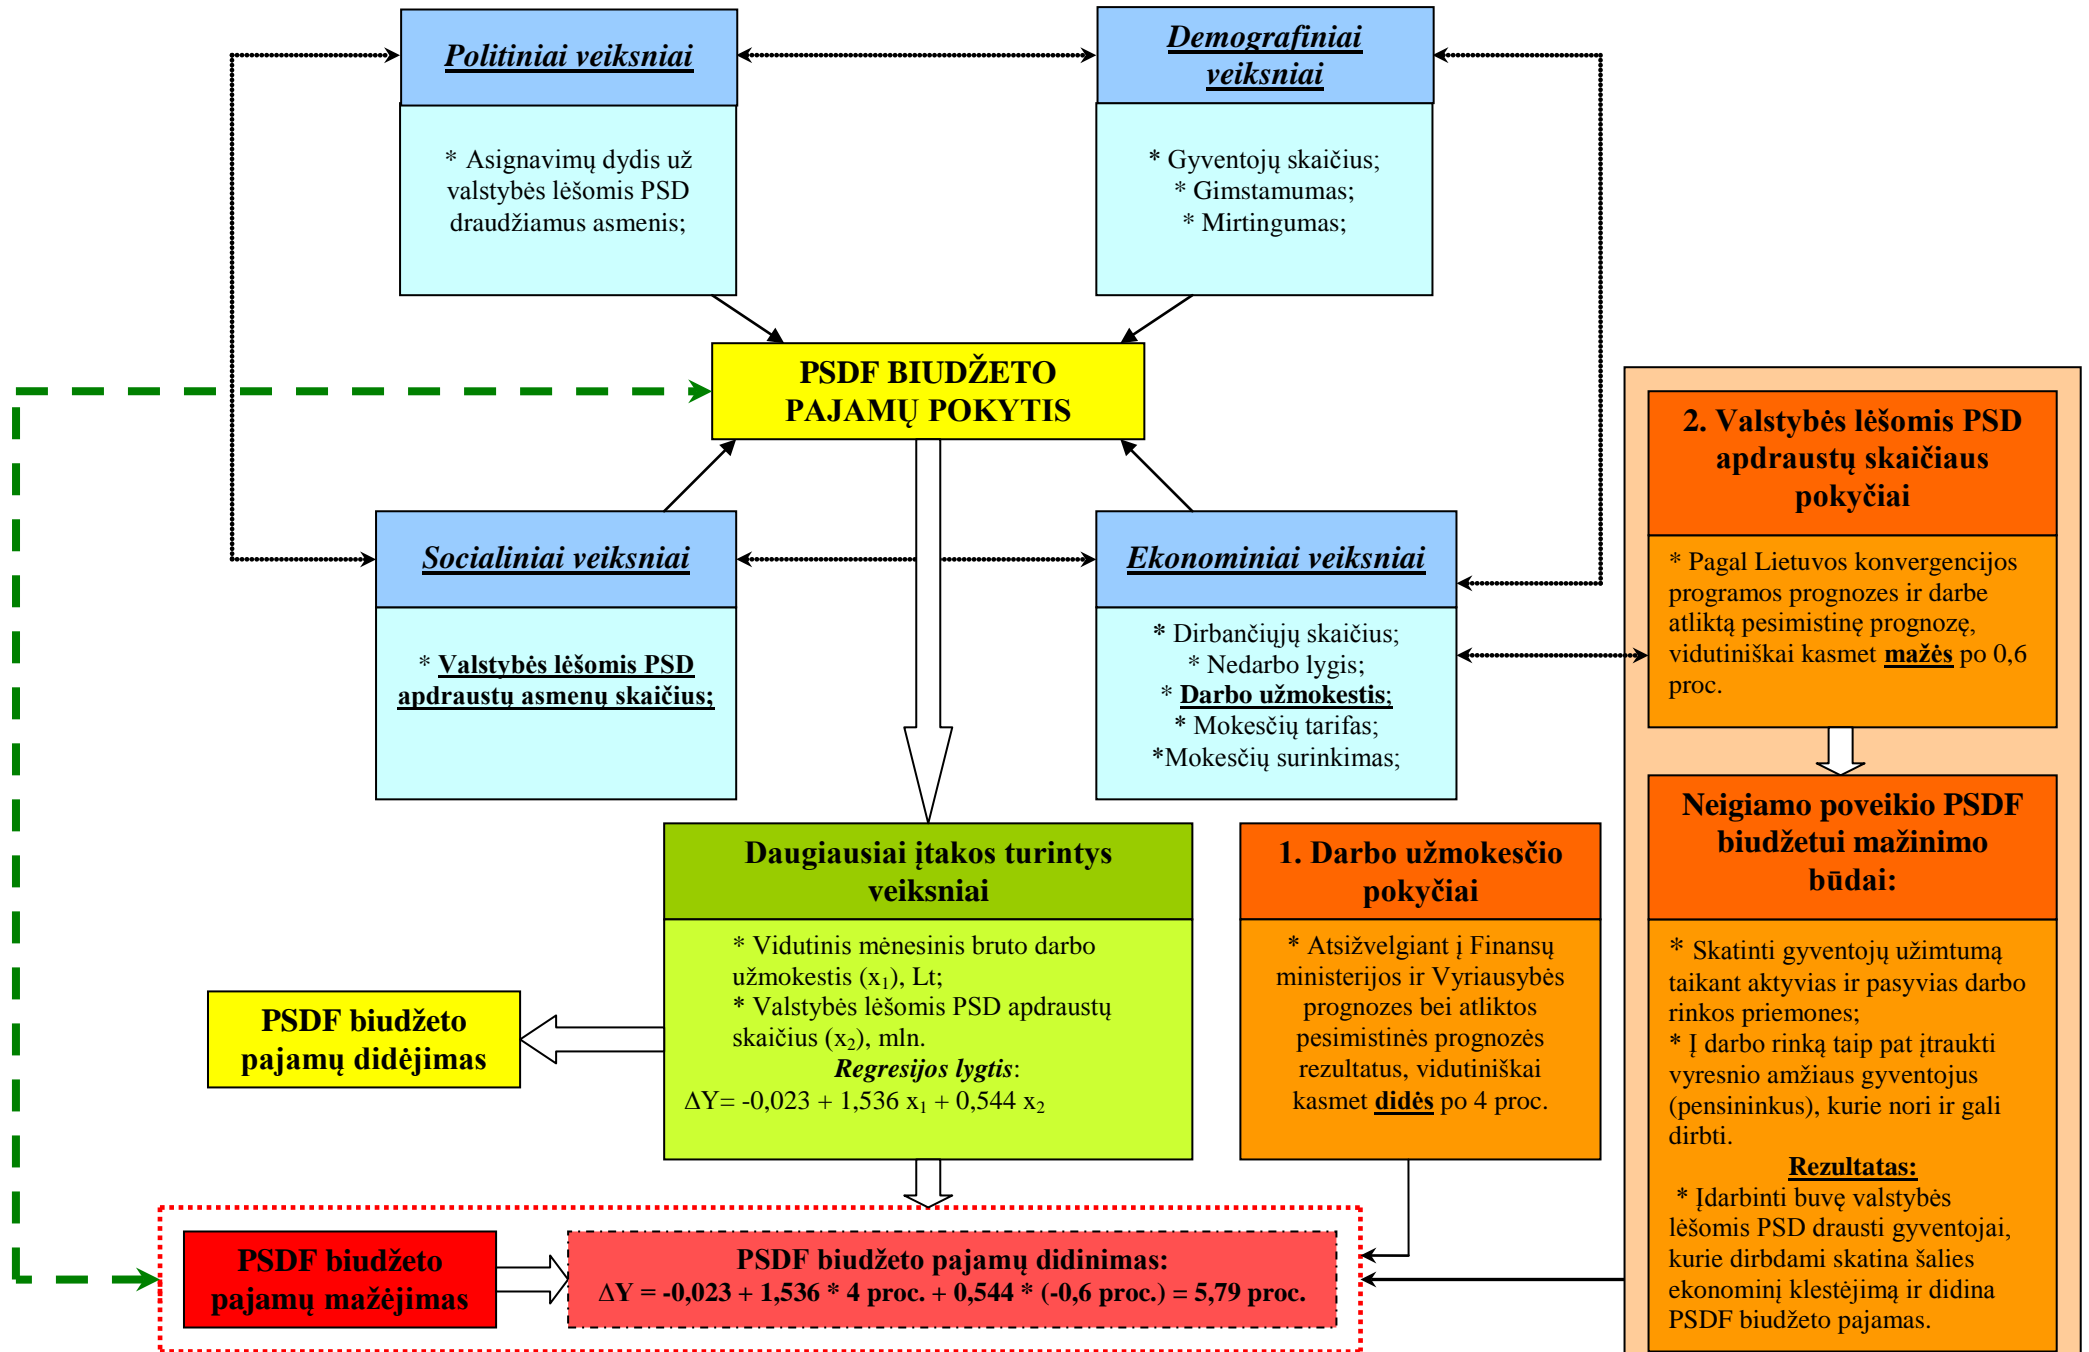 Politiniai veiksniai
* Asignavimų dydis už
valstybės lėšomis PSD
draudžiamus asmenis;
Demografiniai
veiksniai
* Gyventojų skaičius;
* Gimstamumas;
* Mirtingumas;
PSDF BIUDŽETO
PAJAMŲ POKYTIS
Socialiniai veiksniai
* Valstybės lėšomis PSD
apdraustų asmenų skaičius;
Ekonominiai veiksniai
* Dirbančiųjų skaičius;
* Nedarbo lygis;
* Darbo užmokestis;
* Mokesčių tarifas;
*Mokesčių surinkimas;
2. Valstybės lėšomis PSD
apdraustų skaičiaus
pokyčiai
* Pagal Lietuvos konvergencijos
programos prognozes ir darbe
atliktą pesimistinę prognozę,
vidutiniškai kasmet mažės po 0,6
proc.
Neigiamo poveikio PSDF
biudžetui mažinimo
būdai:
* Skatinti gyventojų užimtumą
taikant aktyvias ir pasyvias darbo
rinkos priemones;
* Į darbo rinką taip pat įtraukti
vyresnio amžiaus gyventojus
(pensininkus), kurie nori ir gali
dirbti.
Rezultatas:
* Įdarbinti buvę valstybės
lėšomis PSD drausti gyventojai,
kurie dirbdami skatina šalies
ekonominį klestėjimą ir didina
PSDF biudžeto pajamas.
Daugiausiai įtakos turintys
veiksniai
* Vidutinis mėnesinis bruto darbo
užmokestis (x₁), Lt;
* Valstybės lėšomis PSD apdraustų
skaičius (x₂), mln.
Regresijos lygtis:
ΔY= -0,023 + 1,536 x₁ + 0,544 x₂
1. Darbo užmokesčio
pokyčiai
* Atsižvelgiant į Finansų
ministerijos ir Vyriausybės
prognozes bei atliktos
pesimistinės prognozės
rezultatus, vidutiniškai
kasmet didės po 4 proc.
PSDF biudžeto
pajamų didėjimas
PSDF biudžeto
pajamų mažėjimas
PSDF biudžeto pajamų didinimas:
ΔY = -0,023 + 1,536 * 4 proc. + 0,544 * (-0,6 proc.) = 5,79 proc.